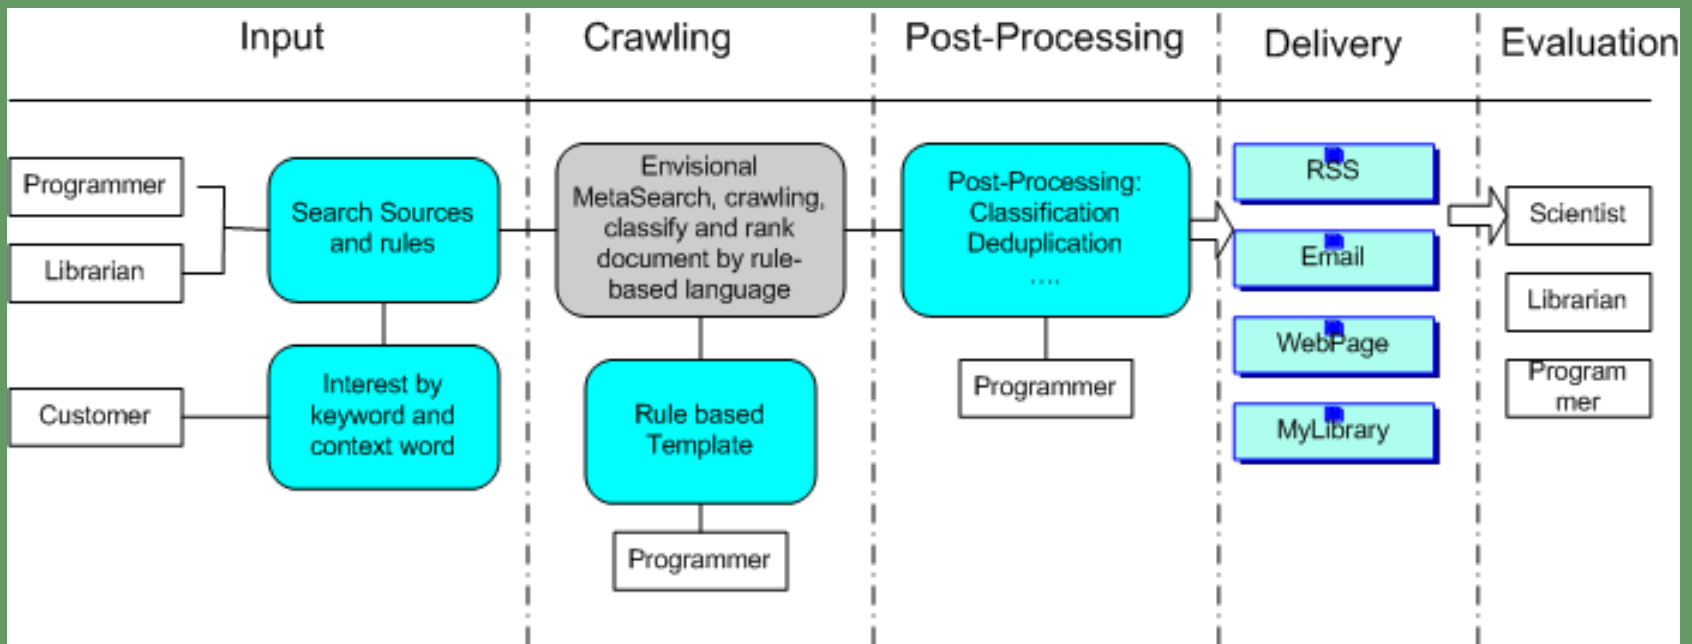 Input
Crawling
Post-Processing
Delivery
Evaluation
Programmer
Librarian
Customer
Search Sources
and rules
Interest by
keyword and
context word
Envisional
MetaSearch, crawling,
classify and rank
document by rule-
based language
Rule based
Template
Programmer
Post-Processing:
Classification
Deduplication
....
Programmer
RSS
Email
WebPage
MyLibrary
Scientist
Librarian
Program
mer